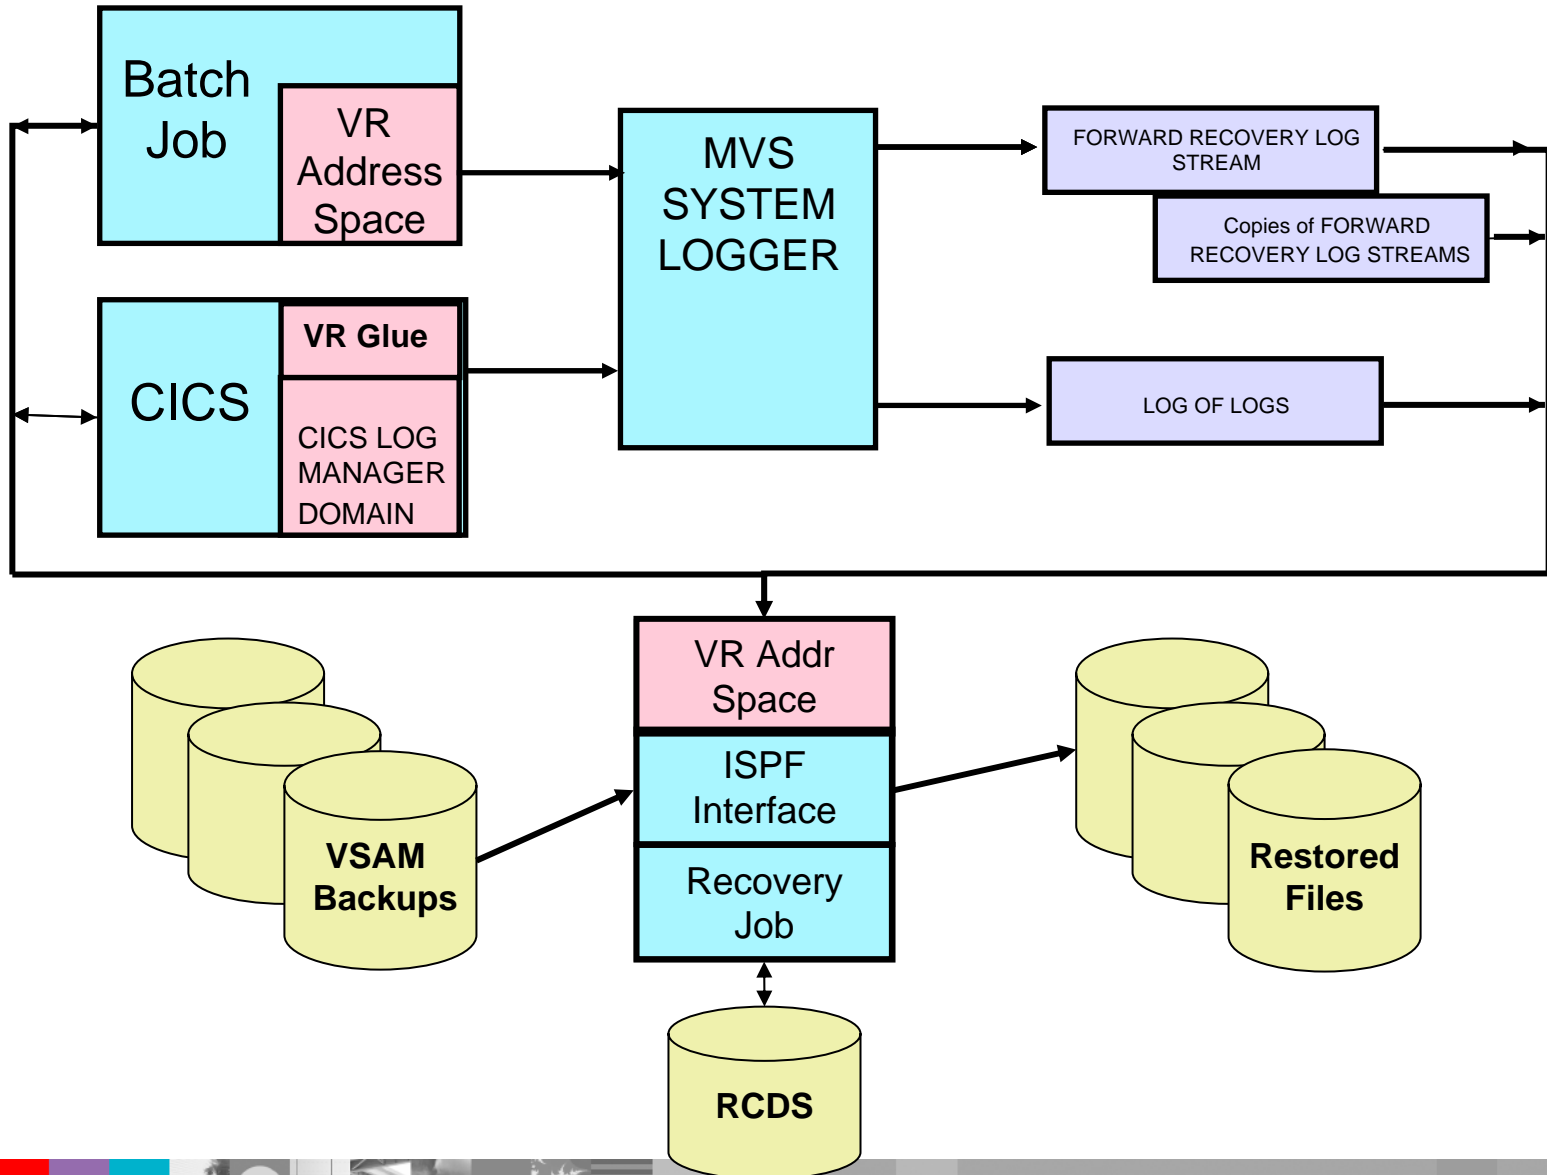 Batch
Job
VR
Address
Space
MVS
SYSTEM
LOGGER
FORWARD RECOVERY LOG
STREAM
Copies of FORWARD
RECOVERY LOG STREAMS
CICS
VR Glue
CICS LOG
MANAGER
DOMAIN
LOG OF LOGS
VR Addr
Space
ISPF
Interface
Recovery
Job
VSAM
Backups
Restored
Files
RCDS